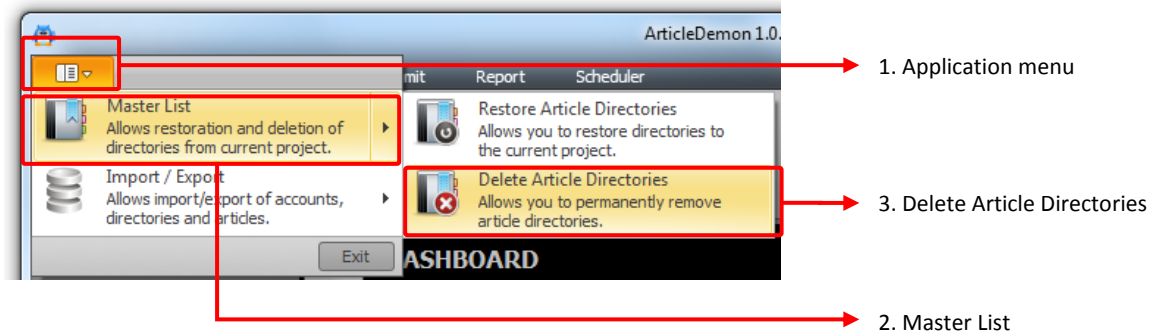 ArticleDemon 1.0.
1. Application menu
mit Report Scheduler
Master List
Allows restoration and deletion of
directories from current project.
Restore Article Directories
Allows you to restore directories to
the current project.
Import / Export
Allows import/export of accounts,
directories and articles.
Delete Article Directories
Allows you to permanently remove
article directories.
3. Delete Article Directories
Exit
ASHBOARD
2. Master List